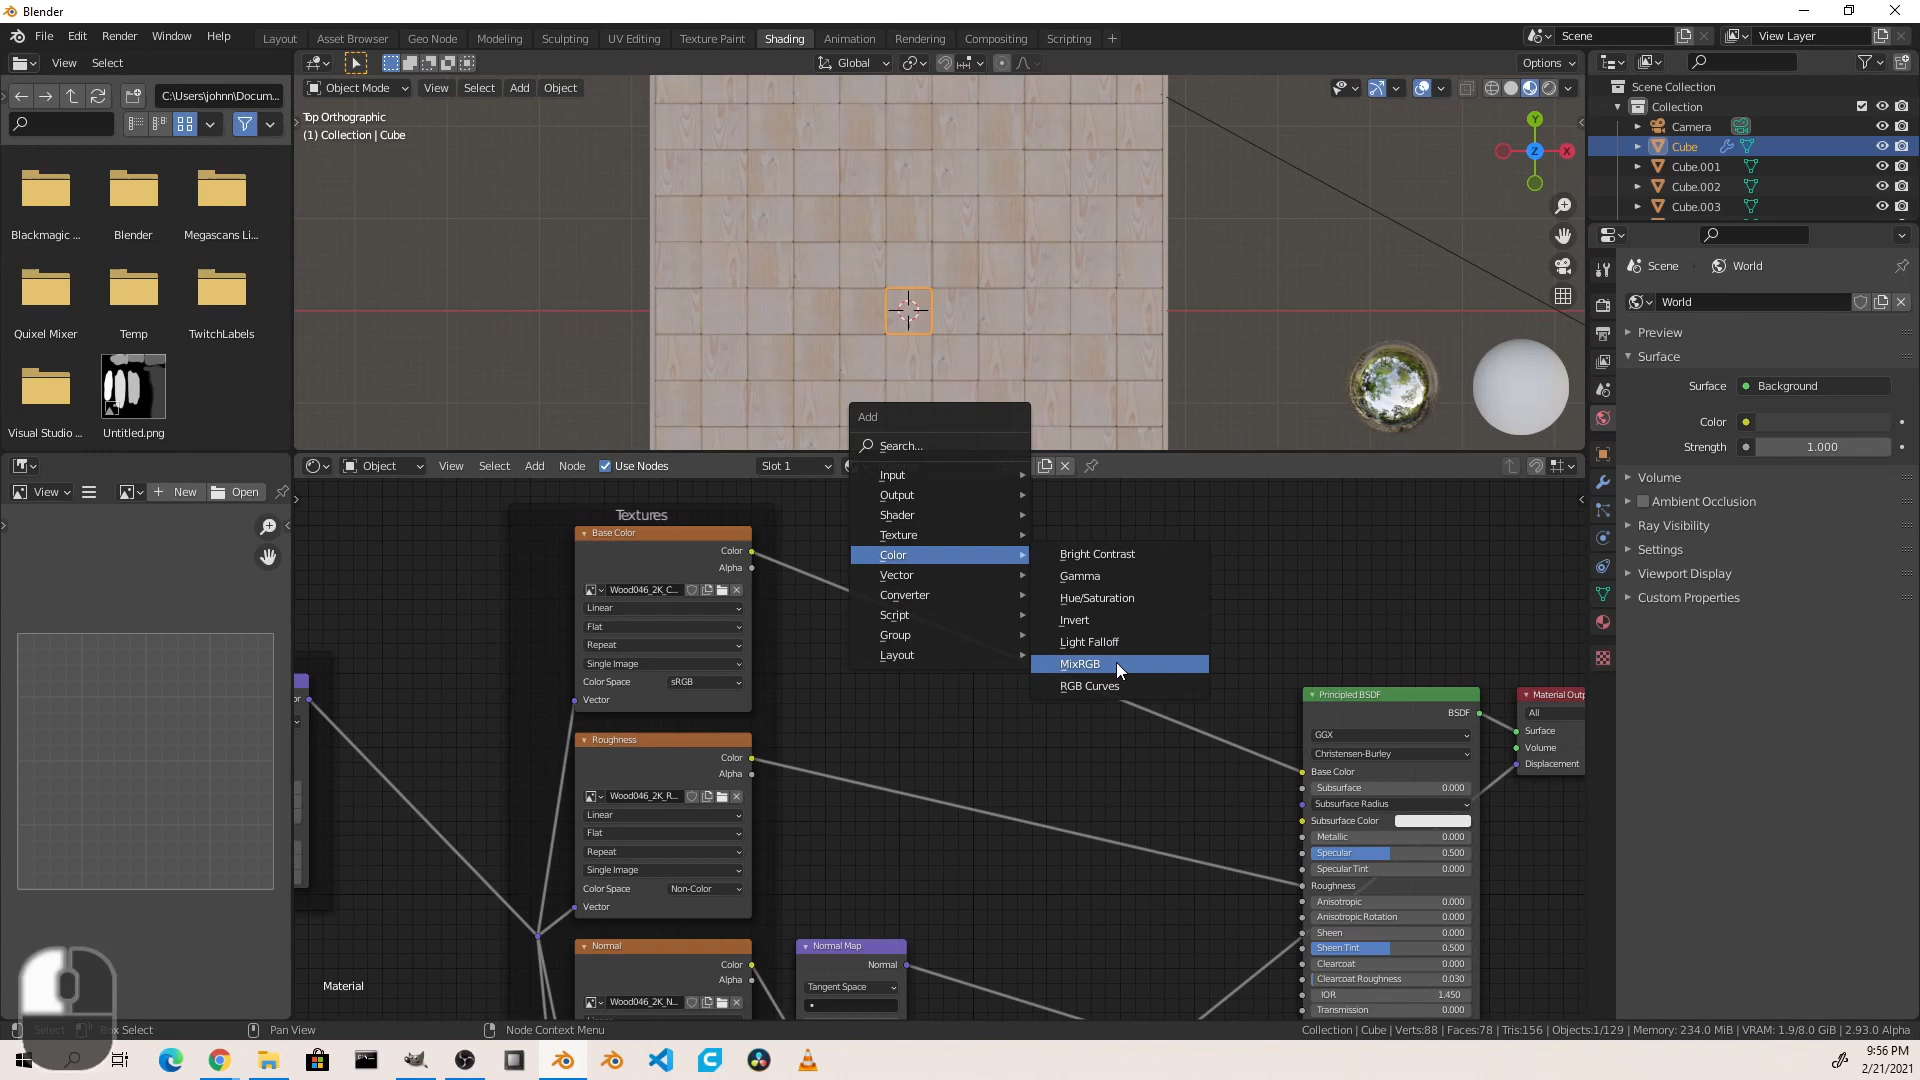 Blender
File Edit Render Window Help
Layout Asset Browser Geo Node Modeling Sculpting UV Editing Texture Paint Shading Animation Rendering Compositing Scripting
Scene
View Layer
View Select
Global
Options
C:\Users\johnn\Docum...
Object Mode View Select Add Object
Top Orthographic
(1) Collection | Cube
Scene Collection
Collection
Camera
Cube
Cube.001
Cube.002
Cube.003
Blackmagic ...
Blender
Megascans Li...
Quixel Mixer
Temp
TwitchLabels
Visual Studio ...
Untitled.png
Y
Z
X
Scene World
World
Preview
Surface
Surface Background
Color
Strength 1.000
Volume
Ambient Occlusion
Ray Visibility
Settings
Viewport Display
Custom Properties
Object View Select Add Node Use Nodes Slot 1
View New Open
Add
Search...
Input
Output
Shader
Texture
Color
Vector
Converter
Script
Group
Layout
Bright Contrast
Gamma
Hue/Saturation
Invert
Light Falloff
MixRGB
RGB Curves
Textures
Base Color
Color
Alpha
Wood046_2K_C...
Linear
Flat
Repeat
Single Image
Color Space sRGB
Vector
Roughness
Color
Alpha
Wood046_2K_R...
Linear
Flat
Repeat
Single Image
Color Space Non-Color
Vector
Normal
Color
Alpha
Wood046_2K_N...
Normal Map
Normal
Tangent Space
Principled BSDF
BSDF
GGX
Christensen-Burley
Base Color
Subsurface 0.000
Subsurface Radius
Subsurface Color
Metallic 0.000
Specular 0.500
Specular Tint 0.000
Roughness
Anisotropic 0.000
Anisotropic Rotation 0.000
Sheen 0.000
Sheen Tint 0.500
Clearcoat 0.000
Clearcoat Roughness 0.030
IOR 1.450
Transmission 0.000
Material Outp
All
Surface
Volume
Displacement
Material
Select Box Select Pan View Node Context Menu
Collection | Cube | Verts:88 | Faces:78 | Tris:156 | Objects:1/129 | Memory: 234.0 MiB | VRAM: 1.9/8.0 GiB | 2.93.0 Alpha
9:56 PM
2/21/2021